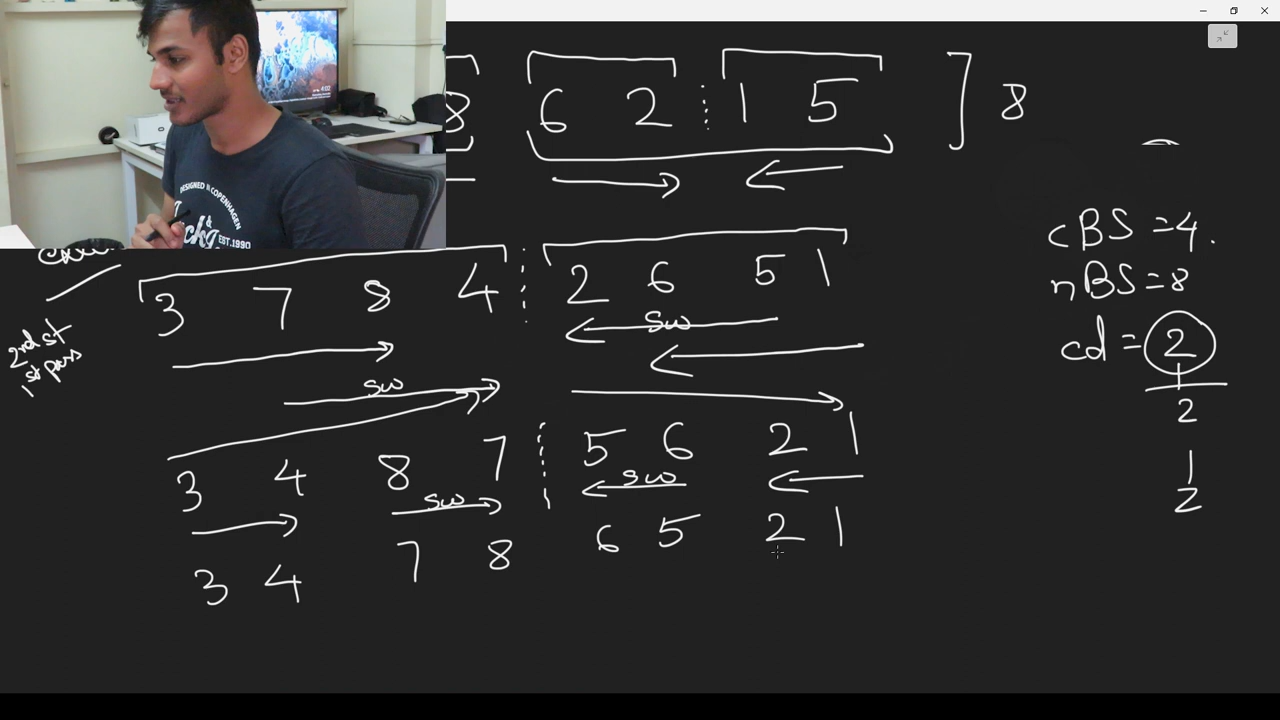 8 6 2 1 5 ] 8
DESIGNED IN COPENHAGEN
&
EST. 1990
cBS = 4.
nBS = 8
cd = 2
1
2
1
2
2nd st
1st pass
3 7 8 4 2 6 5 1
sw
sw
3 4 8 7 5 6 2 1
sw sw
3 4 7 8 6 5 2 1